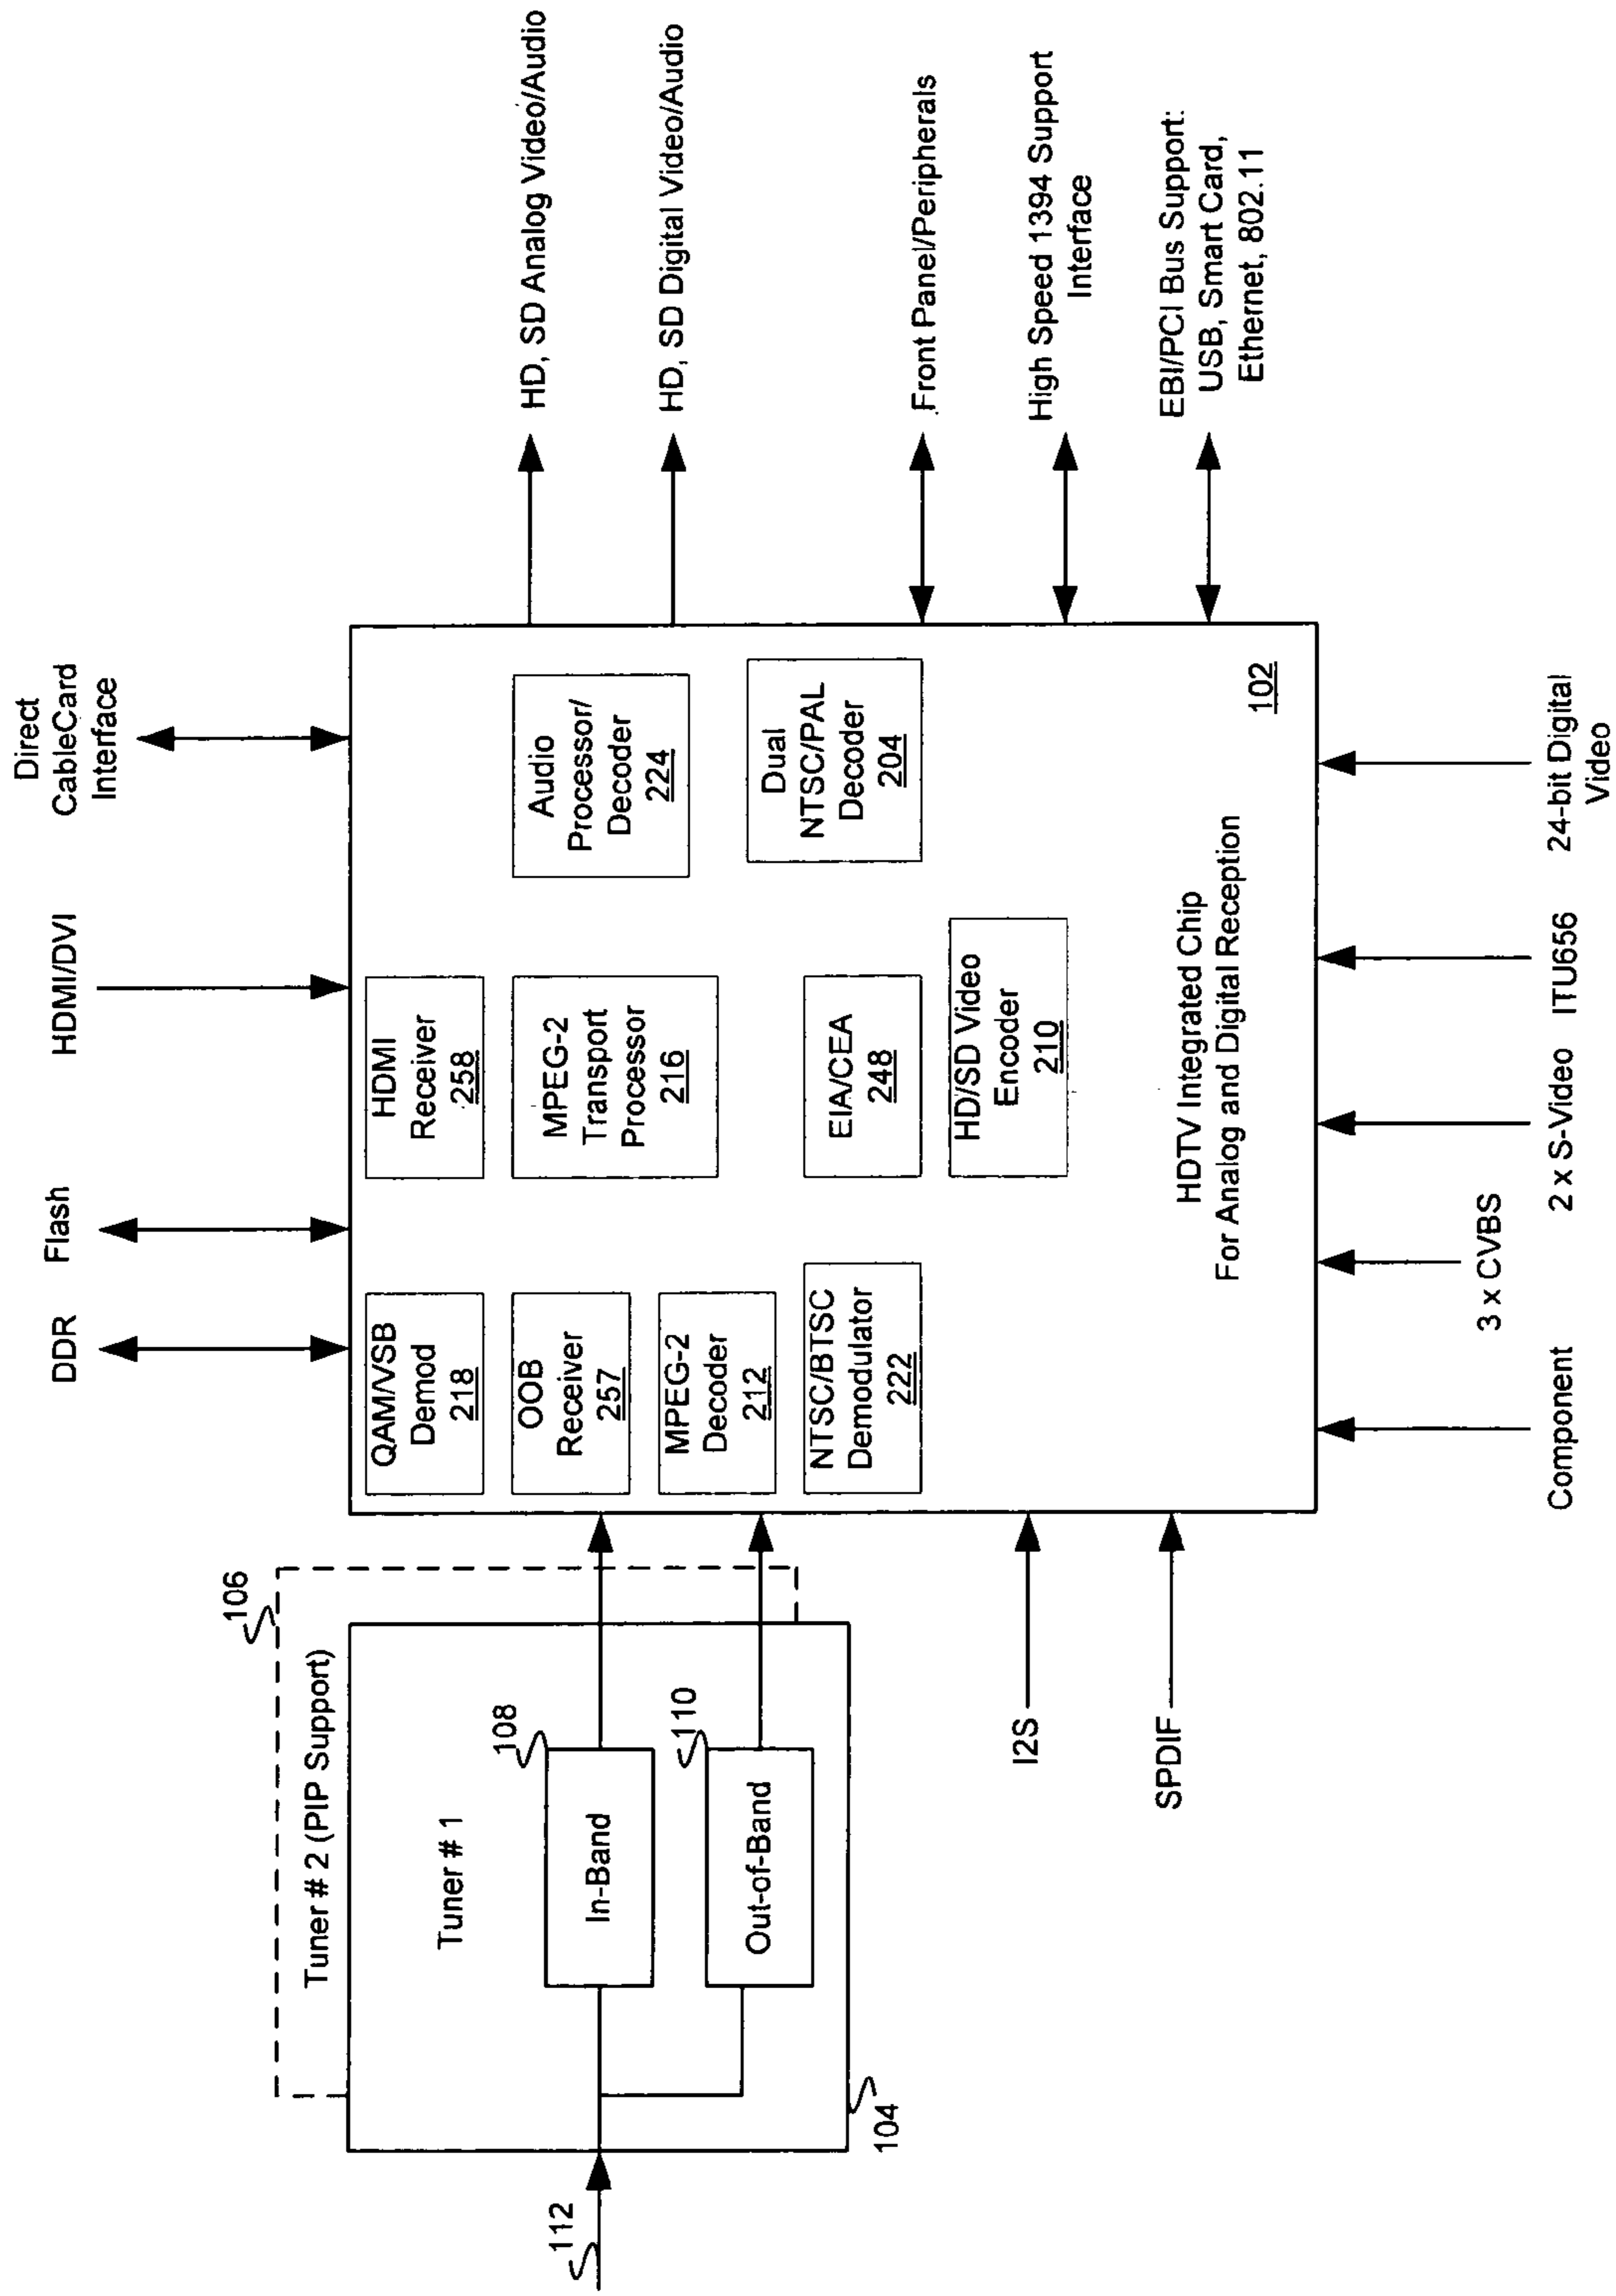 DDR
Flash
HDMI/DVI
Direct
CableCard
Interface
106
Tuner # 2 (PIP Support)
Tuner # 1
108
In-Band
110
Out-of-Band
104
112
I2S
SPDIF
QAM/VSB
Demod
218
OOB
Receiver
257
MPEG-2
Decoder
212
NTSC/BTSC
Demodulator
222
HDMI
Receiver
258
MPEG-2
Transport
Processor
216
EIA/CEA
248
HD/SD Video
Encoder
210
Audio
Processor/
Decoder
224
Dual
NTSC/PAL
Decoder
204
HDTV Integrated Chip
For Analog and Digital Reception
102
HD, SD Analog Video/Audio
HD, SD Digital Video/Audio
Front Panel/Peripherals
High Speed 1394 Support
Interface
EBI/PCI Bus Support:
USB, Smart Card,
Ethernet, 802.11
Component
3 x CVBS
2 x S-Video
ITU656
24-bit Digital
Video